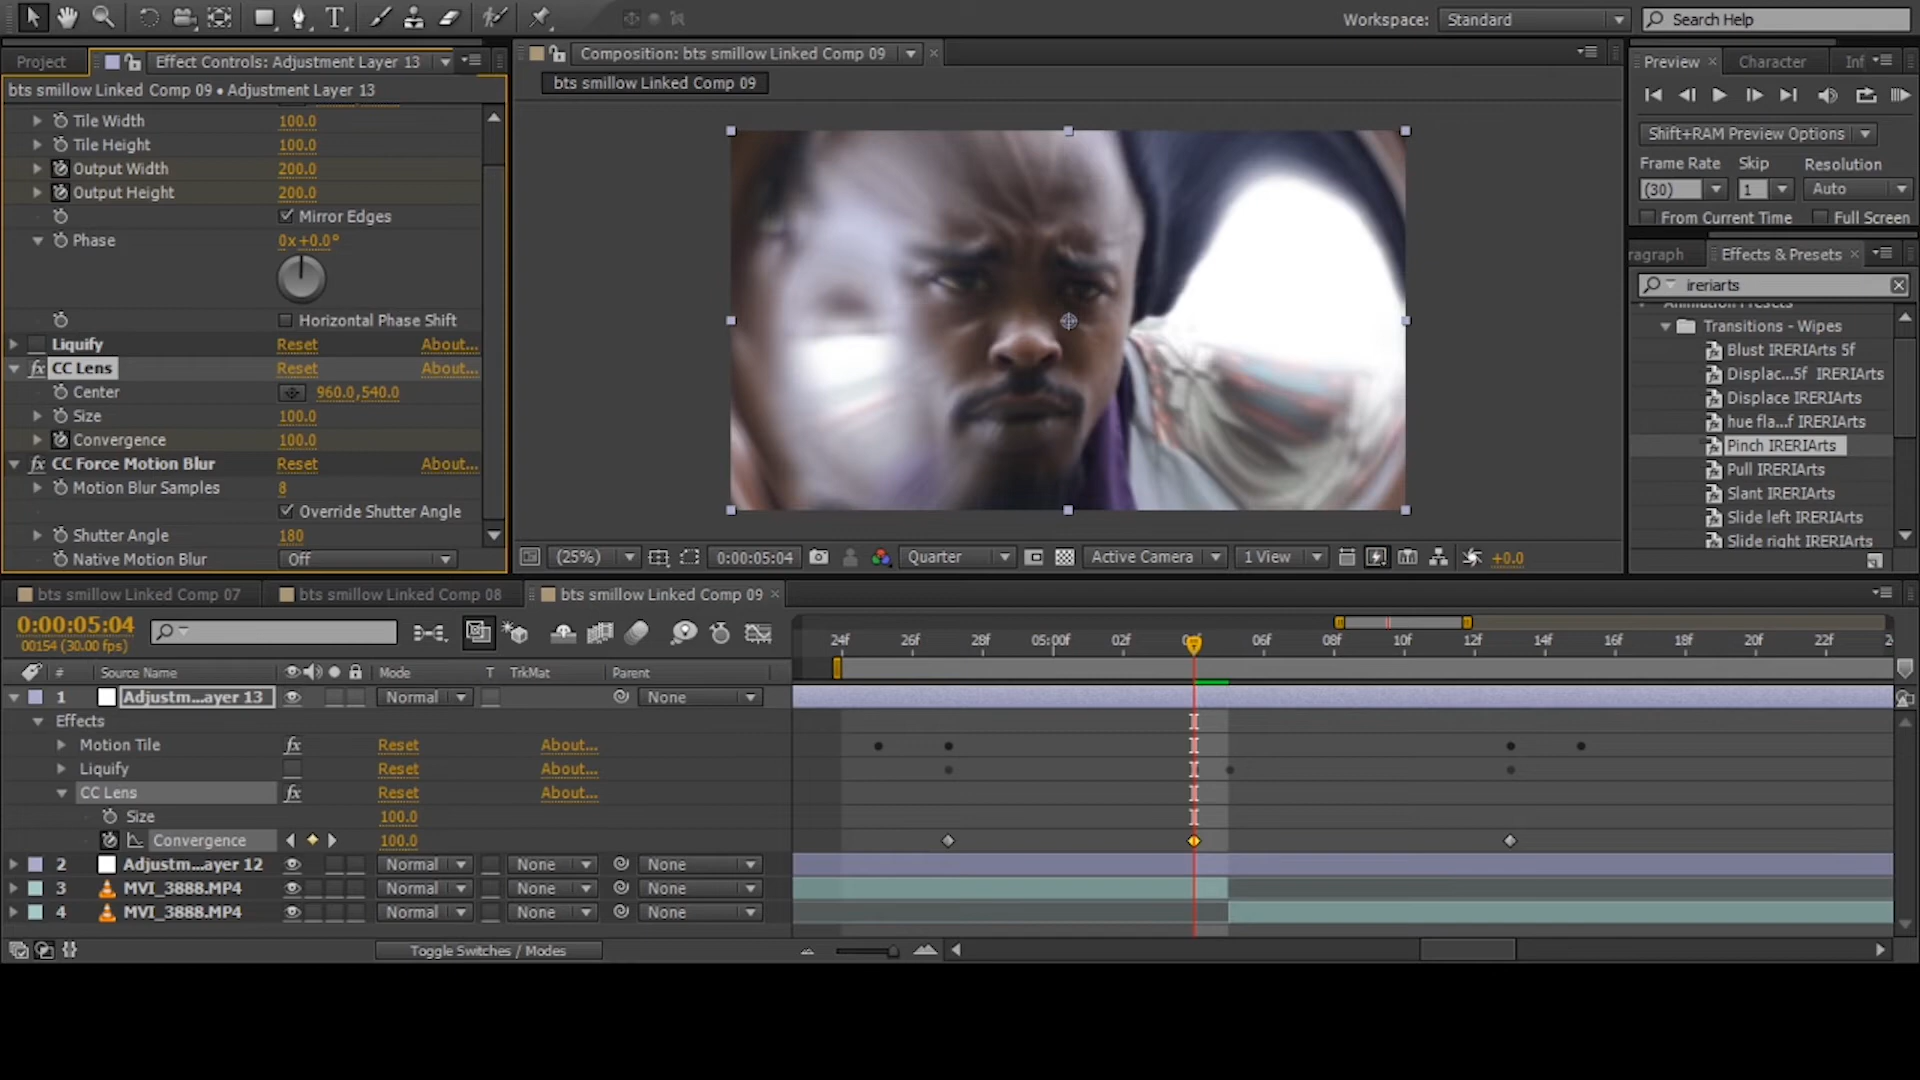 Workspace: Standard Search Help
Project Effect Controls: Adjustment Layer 13
bts smillow Linked Comp 09 • Adjustment Layer 13
Tile Width 100.0
Tile Height 100.0
Output Width 200.0
Output Height 200.0
Mirror Edges
Phase 0x+0.0°
Horizontal Phase Shift
Liquify Reset About...
fx CC Lens Reset About...
Center 960.0,540.0
Size 100.0
Convergence 100.0
fx CC Force Motion Blur Reset About...
Motion Blur Samples 8
Override Shutter Angle
Shutter Angle 180
Native Motion Blur Off
Composition: bts smillow Linked Comp 09
bts smillow Linked Comp 09
(25%) 0:00:05:04 Quarter Active Camera 1 View +0.0
Preview Character Inf
Shift+RAM Preview Options
Frame Rate Skip Resolution
(30) 1 Auto
From Current Time Full Screen
ragraph Effects & Presets
ireriarts
Animation Presets
Transitions - Wipes
Blust IRERIArts 5f
Displac...5f IRERIArts
Displace IRERIArts
hue fla...f IRERIArts
Pinch IRERIArts
Pull IRERIArts
Slant IRERIArts
Slide left IRERIArts
Slide right IRERIArts
bts smillow Linked Comp 07 bts smillow Linked Comp 08 bts smillow Linked Comp 09
0:00:05:04
00154 (30.00 fps)
24f 26f 28f 05:00f 02f 06f 08f 10f 12f 14f 16f 18f 20f 22f 24
# Source Name Mode T TrkMat Parent
1 Adjustm...ayer 13 Normal None
Effects
Motion Tile fx Reset About...
Liquify Reset About...
CC Lens fx Reset About...
Size 100.0
Convergence 100.0
2 Adjustm...ayer 12 Normal None None
3 MVI_3888.MP4 Normal None None
4 MVI_3888.MP4 Normal None None
Toggle Switches / Modes